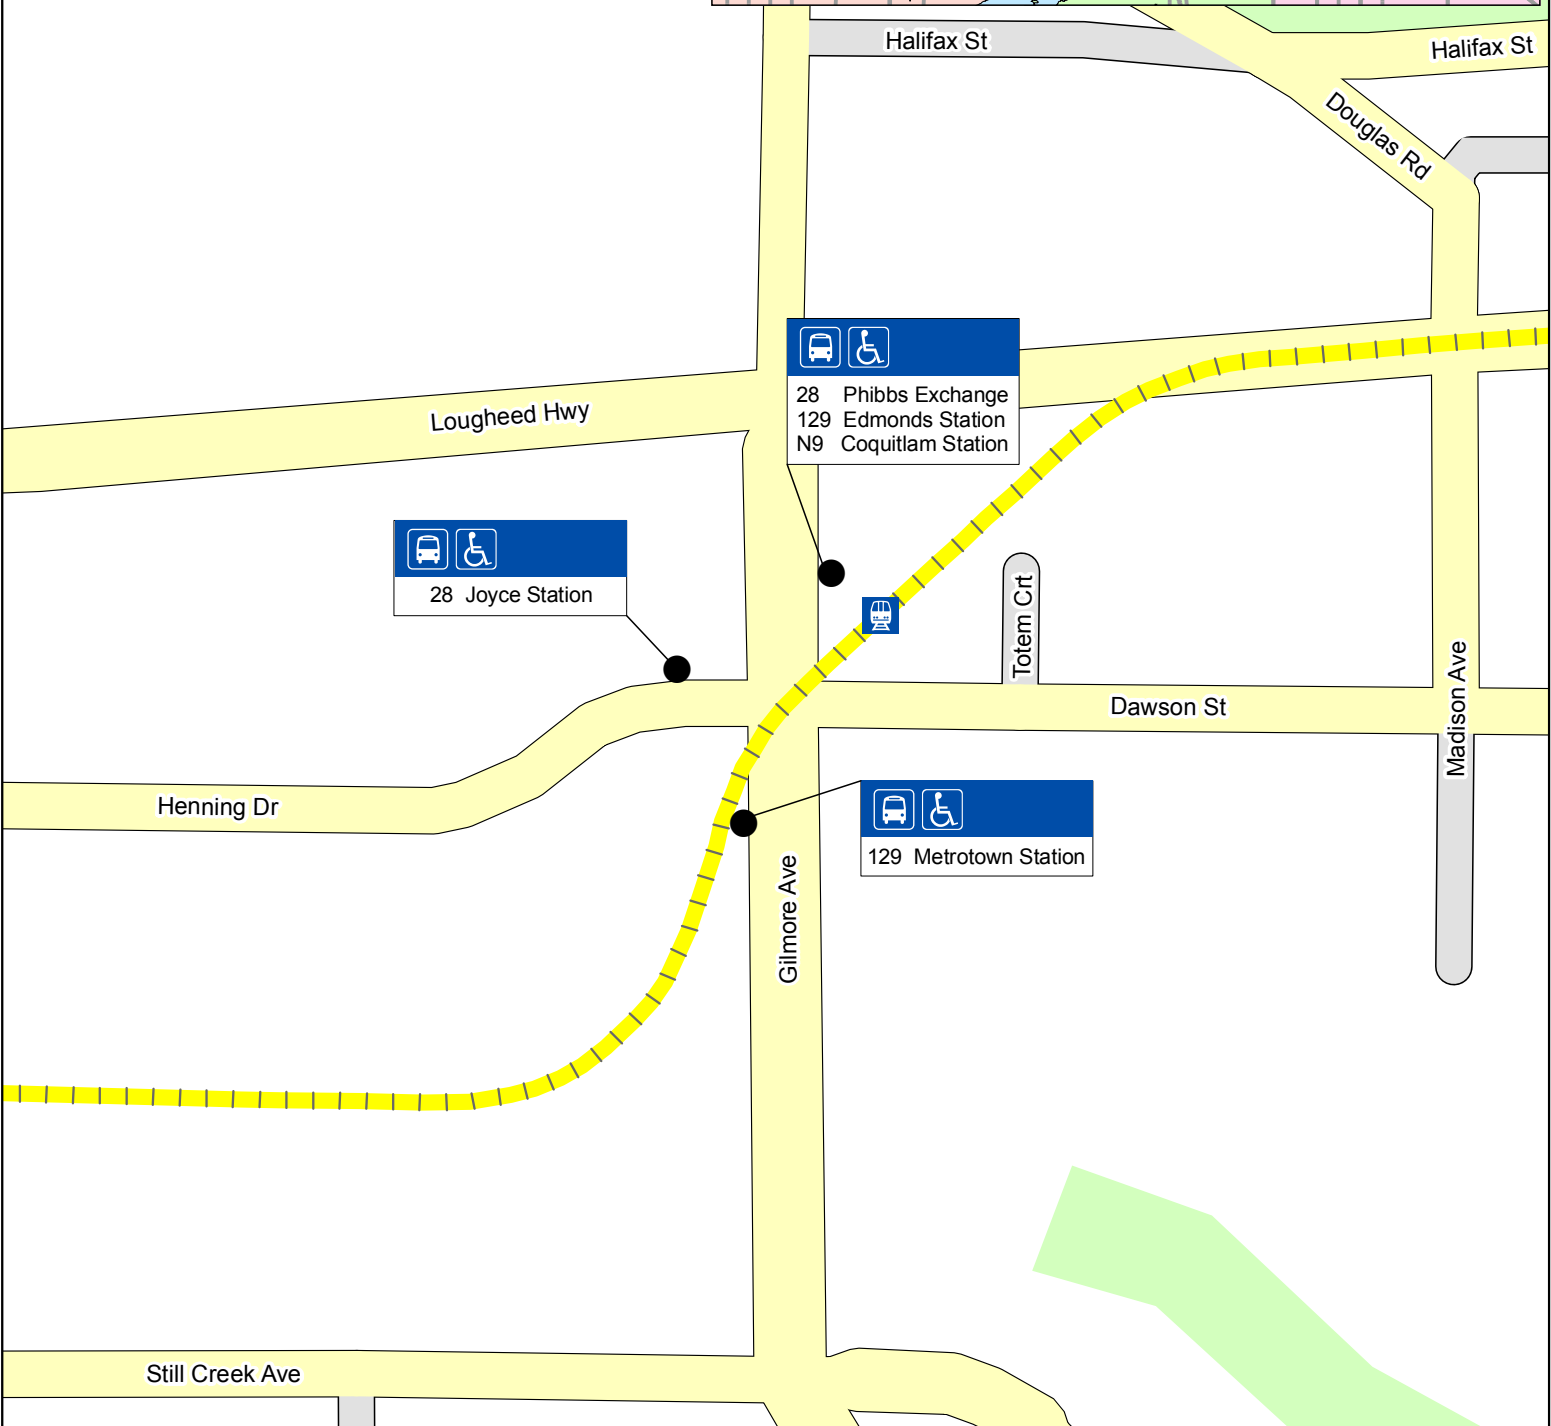 Halifax St
Halifax St
Douglas Rd
28 Phibbs Exchange
129 Edmonds Station
N9 Coquitlam Station
Lougheed Hwy
28 Joyce Station
Totem Crt
Madison Ave
Dawson St
Henning Dr
129 Metrotown Station
Gilmore Ave
Still Creek Ave